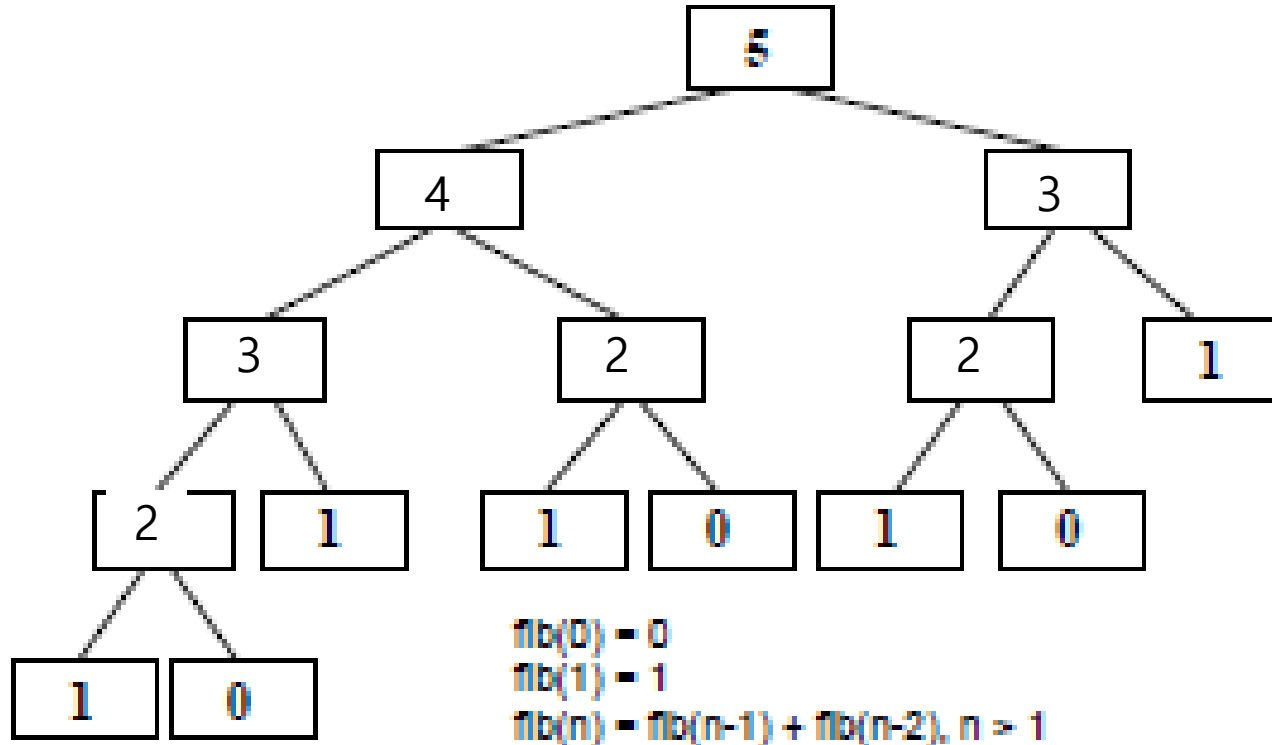 5
4 3
3 2 2 1
2 1 1 0 1 0
1 0
fib(0) = 0
fib(1) = 1
fib(n) = fib(n-1) + fib(n-2), n > 1